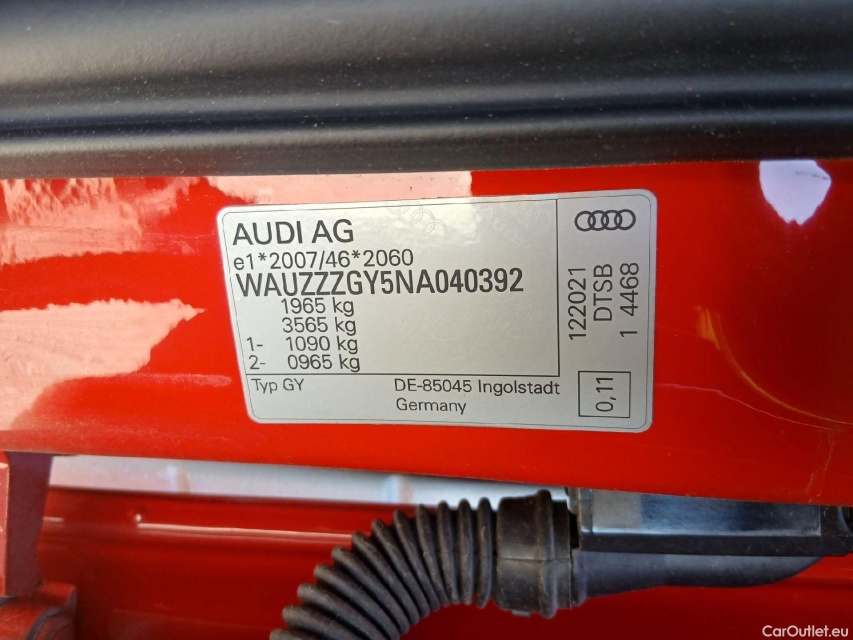 AUDI AG
e1*2007/46*2060
WAUZZZGY5NA040392
1965 kg
3565 kg
1- 1090 kg
2- 0965 kg
Typ GY
DE-85045 Ingolstadt
Germany
122021
DTSB
1 4468
0,11
CarOutlet.eu